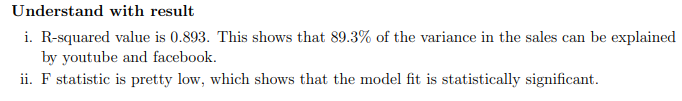 Understand with result
i. R-squared value is 0.893. This shows that 89.3% of the variance in the sales can be explained
by youtube and facebook.
ii. F statistic is pretty low, which shows that the model fit is statistically significant.